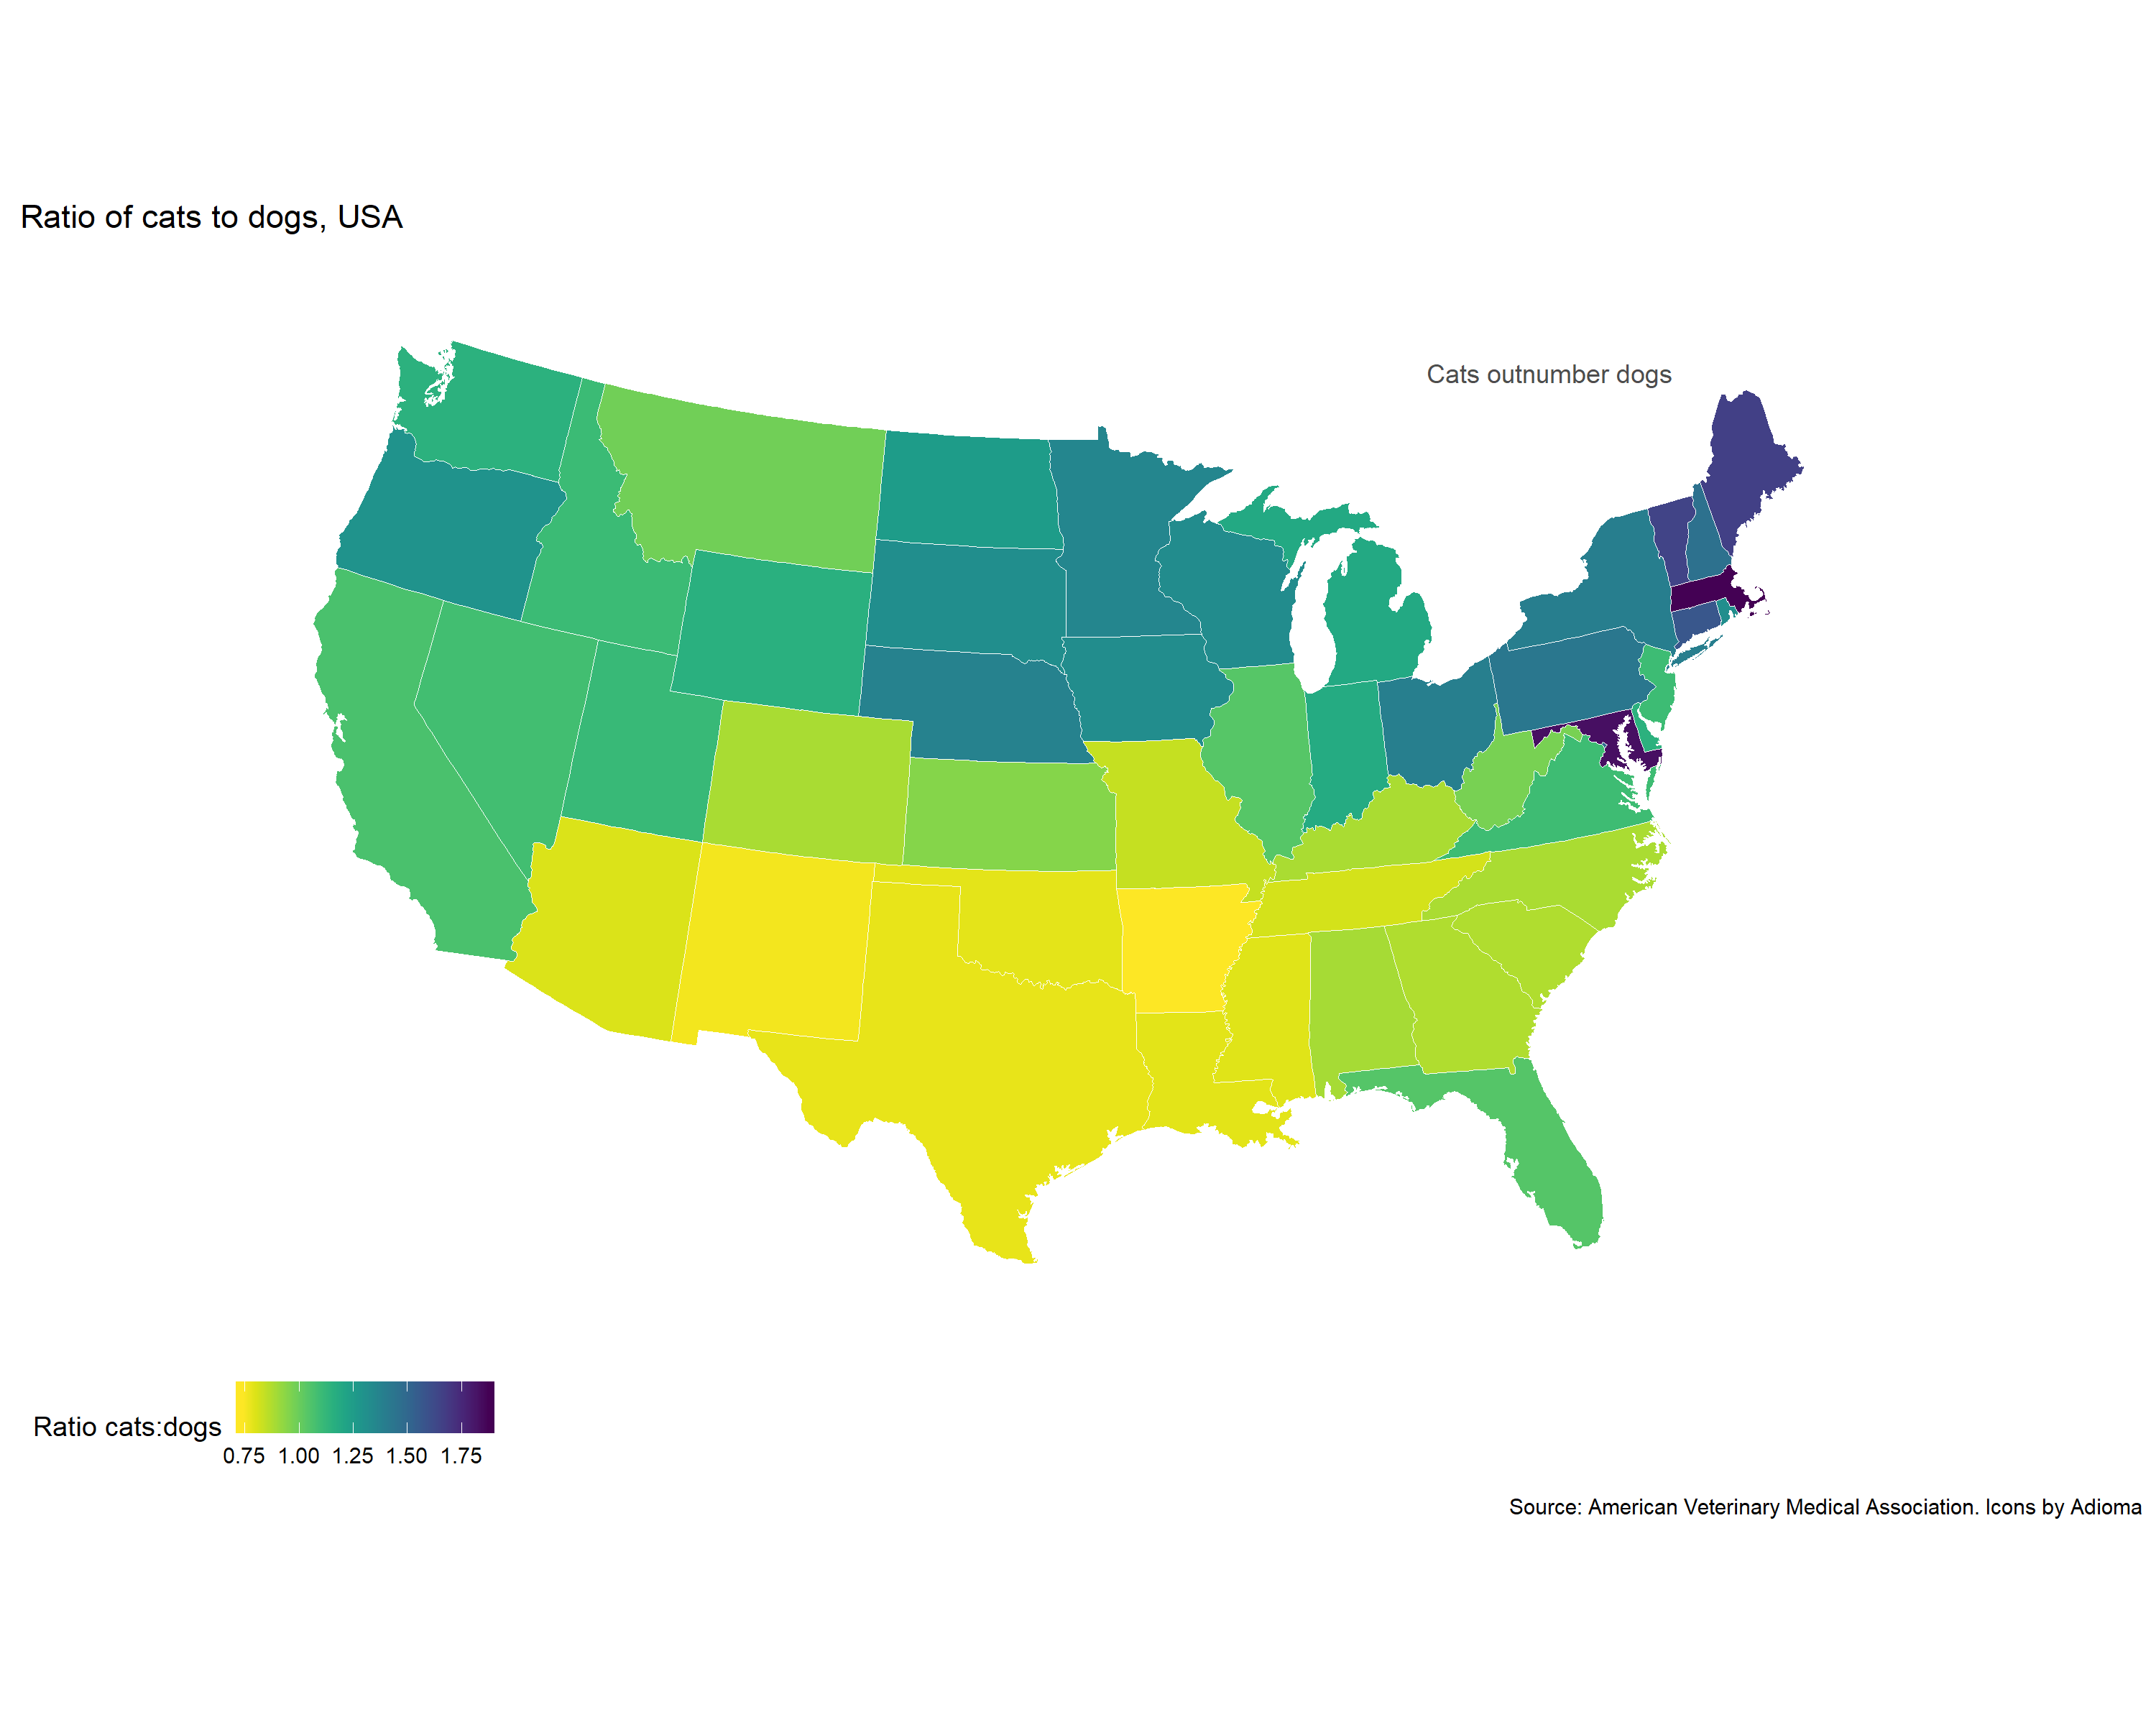 Ratio of cats to dogs, USA
Cats outnumber dogs
Ratio cats:dogs
0.75 1.00 1.25 1.50 1.75
Source: American Veterinary Medical Association. Icons by Adioma